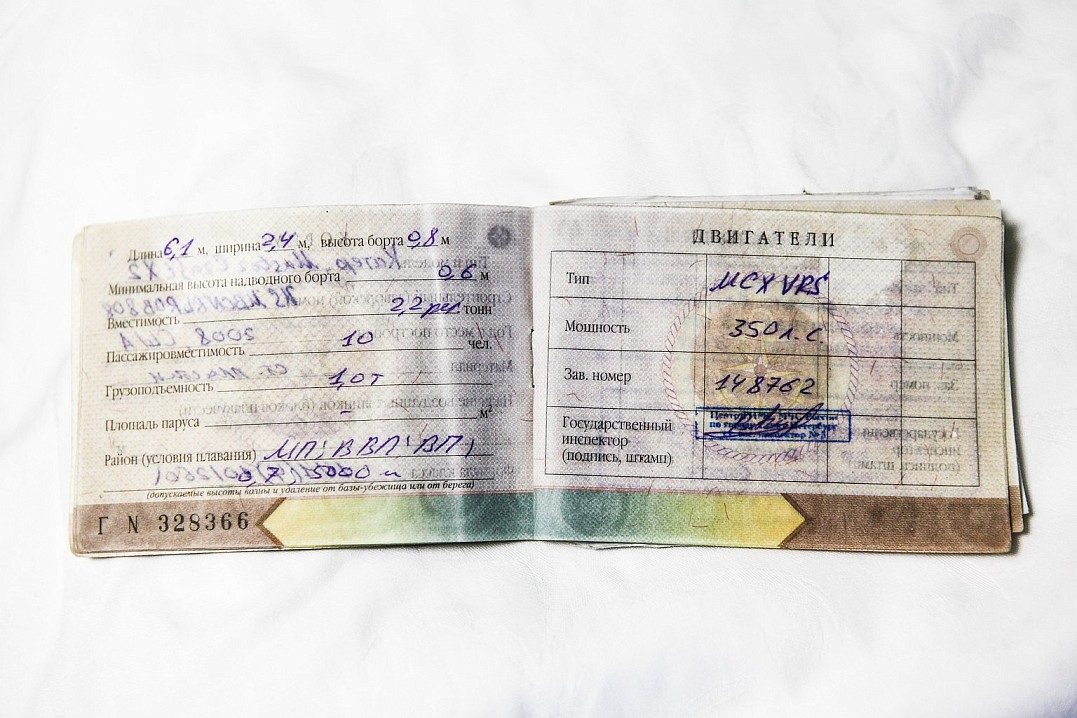 Длина 6,1 м, ширина 2,4 м, высота борта 0,8 м
Минимальная высота надводного борта 0,6 м
Вместимость 2,2 рег. тонн
Пассажировместимость 10 чел.
Грузоподъемность 1,0 т
Площадь паруса - м²
Район (условия плавания) МП; ВВП; ВП;
(допускаемые высоты волны и удаление от базы-убежища или от берега)
Г N 328366
ДВИГАТЕЛИ
Тип MCX VRS
Мощность 350 л.с.
Зав. номер 148762
Государственный
инспектор
(подпись, штамп)